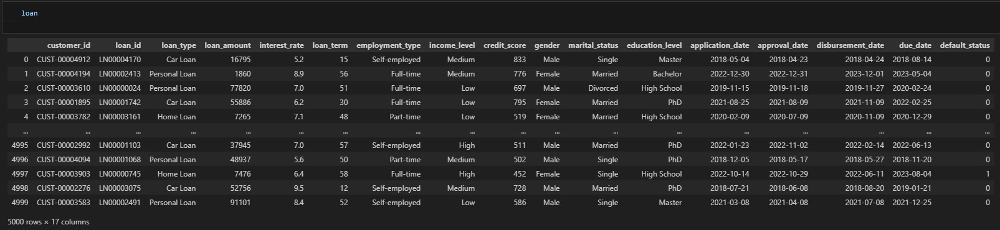 loan
customer_id loan_id loan_type loan_amount interest_rate loan_term employment_type income_level credit_score gender marital_status education_level application_date approval_date disbursement_date due_date default_status
0 CUST-00004912 LN00004170 Car Loan 16795 5.2 15 Self-employed Medium 833 Male Single Master 2018-05-04 2018-04-23 2018-04-24 2018-08-14 0
1 CUST-00004194 LN00002413 Personal Loan 1860 8.9 56 Full-time Medium 776 Female Married Bachelor 2022-12-30 2022-12-31 2023-12-01 2023-05-04 0
2 CUST-00003610 LN00000024 Personal Loan 77820 7.0 51 Full-time Low 697 Male Divorced High School 2019-11-15 2019-11-18 2019-11-27 2020-02-24 0
3 CUST-00001895 LN00001742 Car Loan 55886 6.2 30 Full-time Low 795 Female Married PhD 2021-08-25 2021-08-09 2021-11-09 2022-02-25 0
4 CUST-00003782 LN00003161 Home Loan 7265 7.1 48 Part-time Low 519 Female Married High School 2020-02-09 2020-07-09 2020-11-09 2020-12-29 0
... ... ... ... ... ... ... ... ... ... ... ... ... ... ... ... ... ...
4995 CUST-00002992 LN00001103 Car Loan 37945 7.0 57 Self-employed High 511 Male Married PhD 2022-01-23 2022-11-02 2022-02-14 2022-06-13 0
4996 CUST-00004094 LN00001068 Personal Loan 48937 5.6 50 Part-time Medium 502 Male Single PhD 2018-12-05 2018-05-17 2018-05-27 2018-11-20 0
4997 CUST-00003903 LN00000745 Home Loan 7476 6.4 58 Full-time High 452 Female Single High School 2022-10-14 2022-10-29 2022-06-11 2023-08-04 1
4998 CUST-00002276 LN00003075 Car Loan 52756 9.5 12 Self-employed Medium 728 Male Married PhD 2018-07-21 2018-06-08 2018-08-20 2019-01-21 0
4999 CUST-00003583 LN00002491 Personal Loan 91101 8.4 52 Self-employed Low 586 Male Single Master 2021-03-08 2021-04-08 2021-07-08 2021-12-25 0
5000 rows × 17 columns